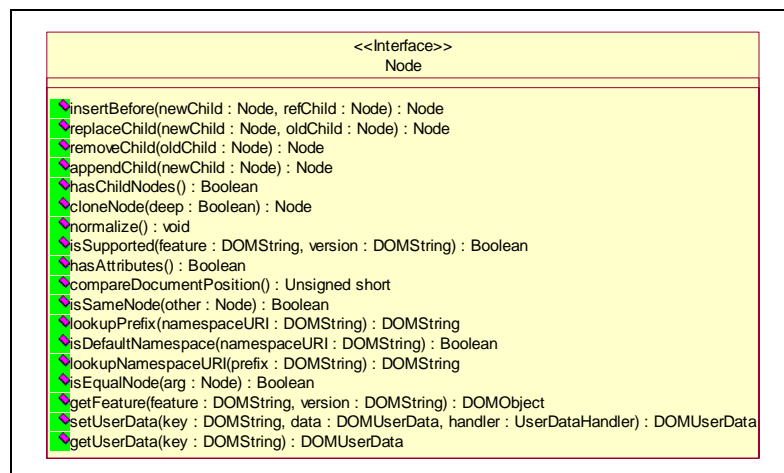 <<Interface>>
Node
insertBefore(newChild : Node, refChild : Node) : Node
replaceChild(newChild : Node, oldChild : Node) : Node
removeChild(oldChild : Node) : Node
appendChild(newChild : Node) : Node
hasChildNodes() : Boolean
cloneNode(deep : Boolean) : Node
normalize() : void
isSupported(feature : DOMString, version : DOMString) : Boolean
hasAttributes() : Boolean
compareDocumentPosition() : Unsigned short
isSameNode(other : Node) : Boolean
lookupPrefix(namespaceURI : DOMString) : DOMString
isDefaultNamespace(namespaceURI : DOMString) : Boolean
lookupNamespaceURI(prefix : DOMString) : DOMString
isEqualNode(arg : Node) : Boolean
getFeature(feature : DOMString, version : DOMString) : DOMObject
setUserData(key : DOMString, data : DOMUserData, handler : UserDataHandler) : DOMUserData
getUserData(key : DOMString) : DOMUserData